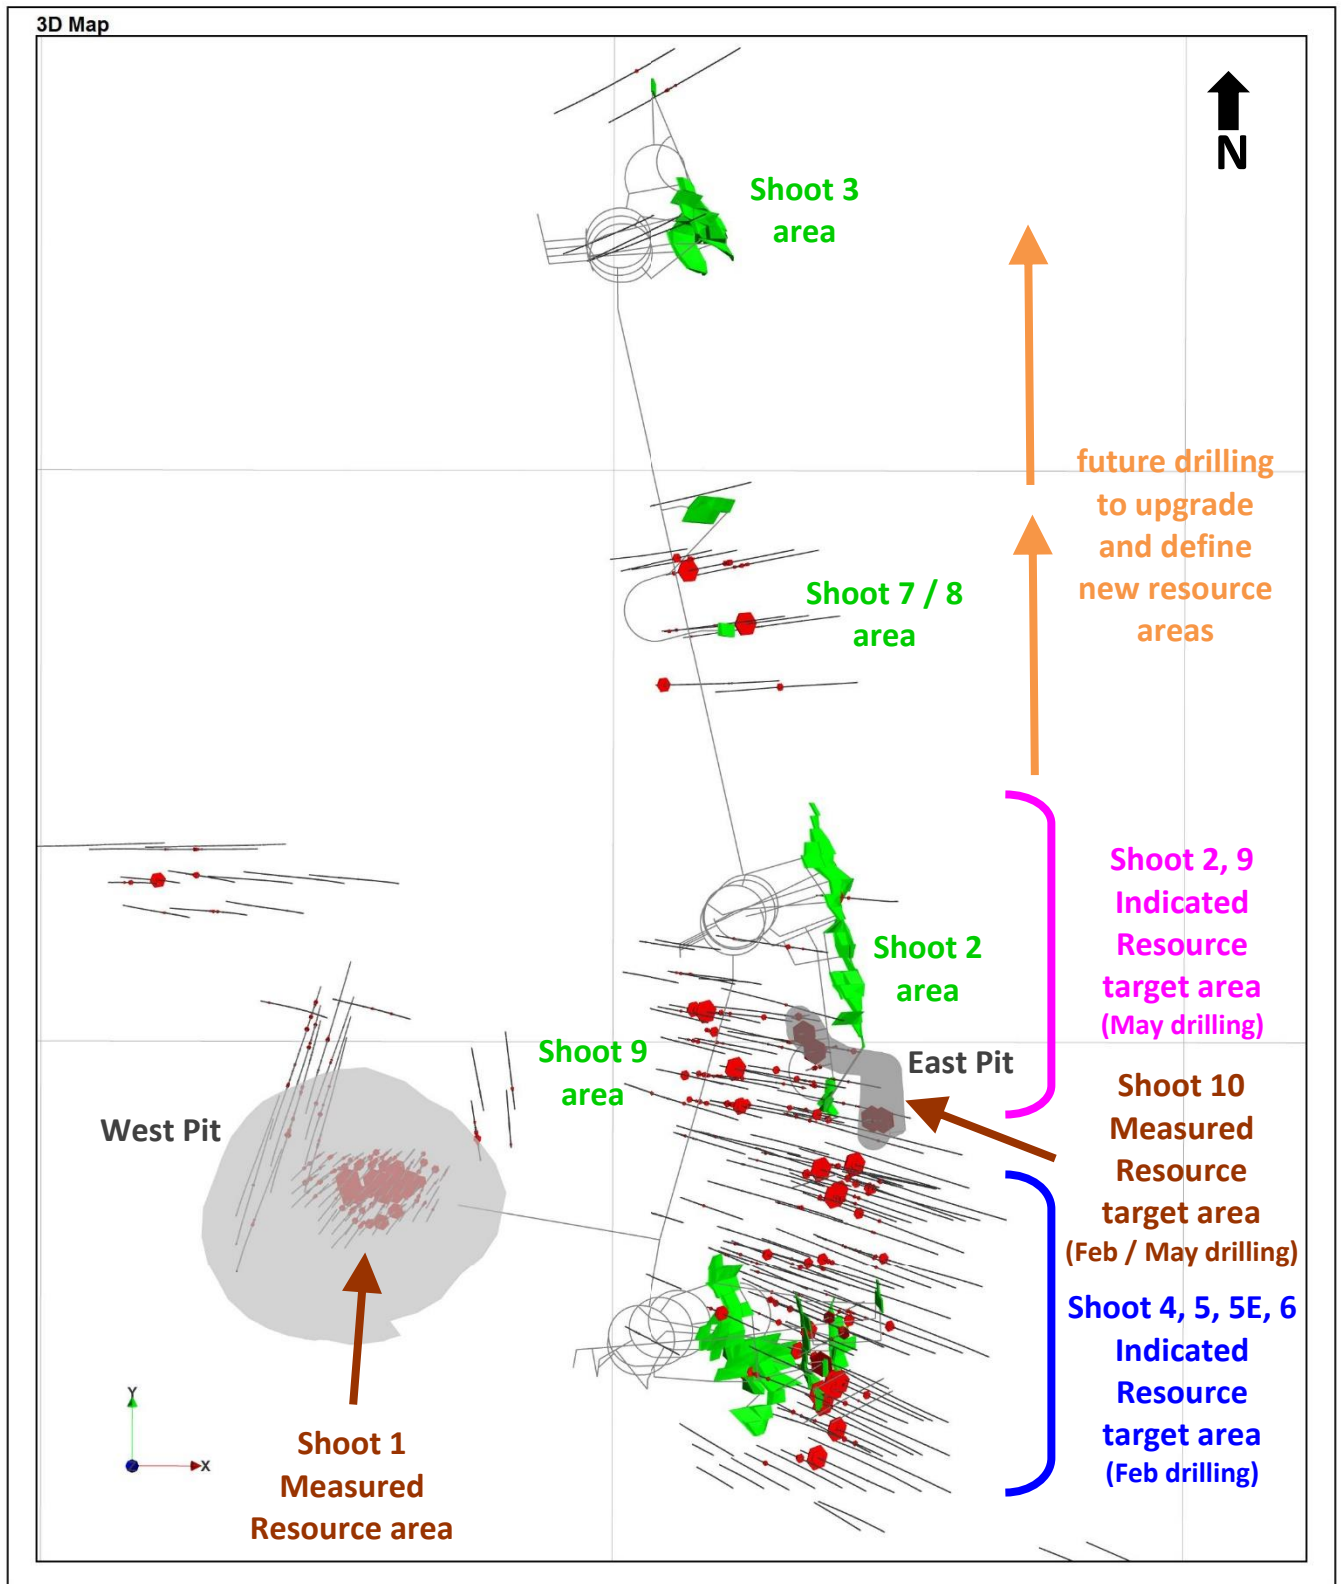 3D Map
N
Shoot 3
area
future drilling
to upgrade
and define
new resource
areas
Shoot 7 / 8
area
Shoot 2, 9
Indicated
Resource
target area
(May drilling)
Shoot 2
area
Shoot 9
area
East Pit
West Pit
Shoot 10
Measured
Resource
target area
(Feb / May drilling)
Shoot 4, 5, 5E, 6
Indicated
Resource
target area
(Feb drilling)
Y
X
Shoot 1
Measured
Resource area